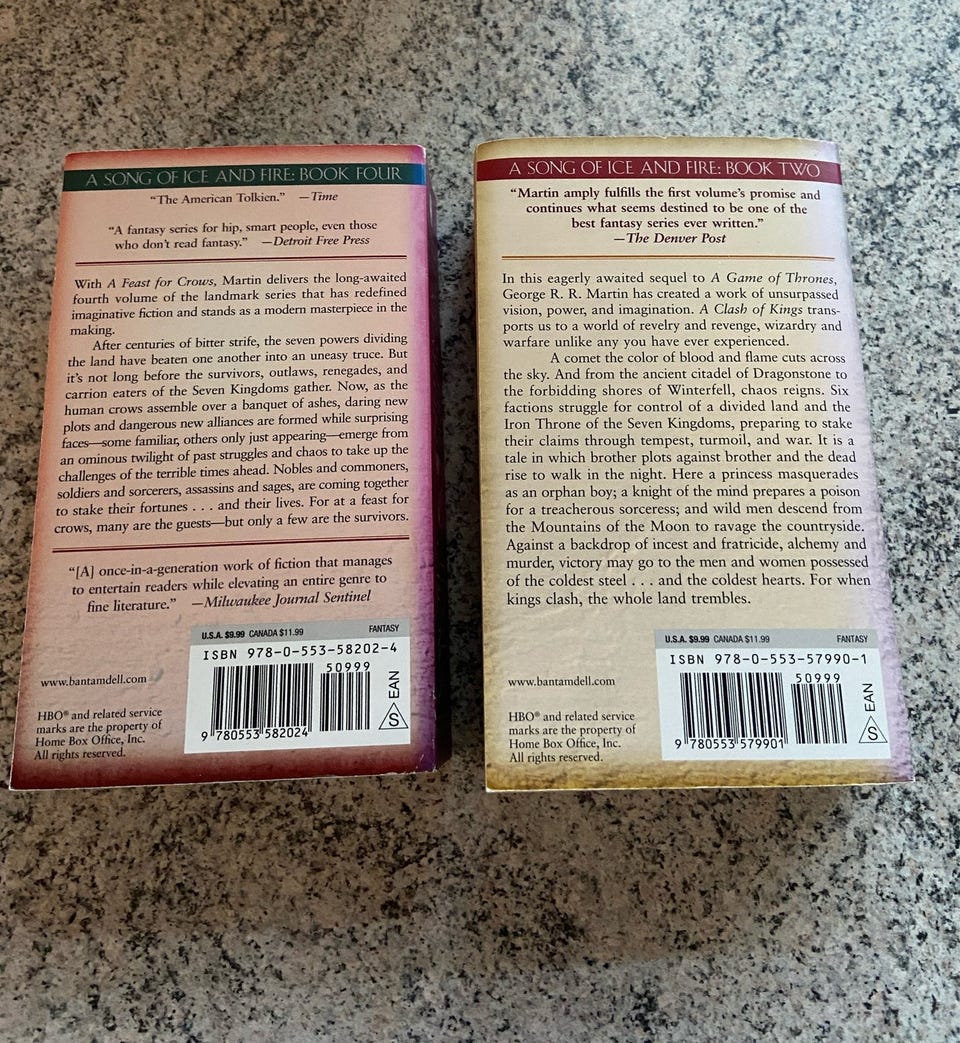 A SONG OF ICE AND FIRE: BOOK FOUR
“The American Tolkien.” —Time
“A fantasy series for hip, smart people, even those
who don’t read fantasy.” —Detroit Free Press
With A Feast for Crows, Martin delivers the long-awaited
fourth volume of the landmark series that has redefined
imaginative fiction and stands as a modern masterpiece in the
making.
After centuries of bitter strife, the seven powers dividing
the land have beaten one another into an uneasy truce. But
it’s not long before the survivors, outlaws, renegades, and
carrion eaters of the Seven Kingdoms gather. Now, as the
human crows assemble over a banquet of ashes, daring new
plots and dangerous new alliances are formed while surprising
faces—some familiar, others only just appearing—emerge from
an ominous twilight of past struggles and chaos to take up the
challenges of the terrible times ahead. Nobles and commoners,
soldiers and sorcerers, assassins and sages, are coming together
to stake their fortunes . . . and their lives. For at a feast for
crows, many are the guests—but only a few are the survivors.
“[A] once-in-a-generation work of fiction that manages
to entertain readers while elevating an entire genre to
fine literature.” —Milwaukee Journal Sentinel
U.S.A. $9.99 CANADA $11.99 FANTASY
ISBN 978-0-553-58202-4
50999
9 780553 582024
EAN
S
www.bantamdell.com
HBO® and related service
marks are the property of
Home Box Office, Inc.
All rights reserved.
A SONG OF ICE AND FIRE: BOOK TWO
“Martin amply fulfills the first volume’s promise and
continues what seems destined to be one of the
best fantasy series ever written.”
—The Denver Post
In this eagerly awaited sequel to A Game of Thrones,
George R. R. Martin has created a work of unsurpassed
vision, power, and imagination. A Clash of Kings trans-
ports us to a world of revelry and revenge, wizardry and
warfare unlike any you have ever experienced.
A comet the color of blood and flame cuts across
the sky. And from the ancient citadel of Dragonstone to
the forbidding shores of Winterfell, chaos reigns. Six
factions struggle for control of a divided land and the
Iron Throne of the Seven Kingdoms, preparing to stake
their claims through tempest, turmoil, and war. It is a
tale in which brother plots against brother and the dead
rise to walk in the night. Here a princess masquerades
as an orphan boy; a knight of the mind prepares a poison
for a treacherous sorceress; and wild men descend from
the Mountains of the Moon to ravage the countryside.
Against a backdrop of incest and fratricide, alchemy and
murder, victory may go to the men and women possessed
of the coldest steel . . . and the coldest hearts. For when
kings clash, the whole land trembles.
U.S.A. $9.99 CANADA $11.99 FANTASY
ISBN 978-0-553-57990-1
50999
9 780553 579901
EAN
S
www.bantamdell.com
HBO® and related service
marks are the property of
Home Box Office, Inc.
All rights reserved.